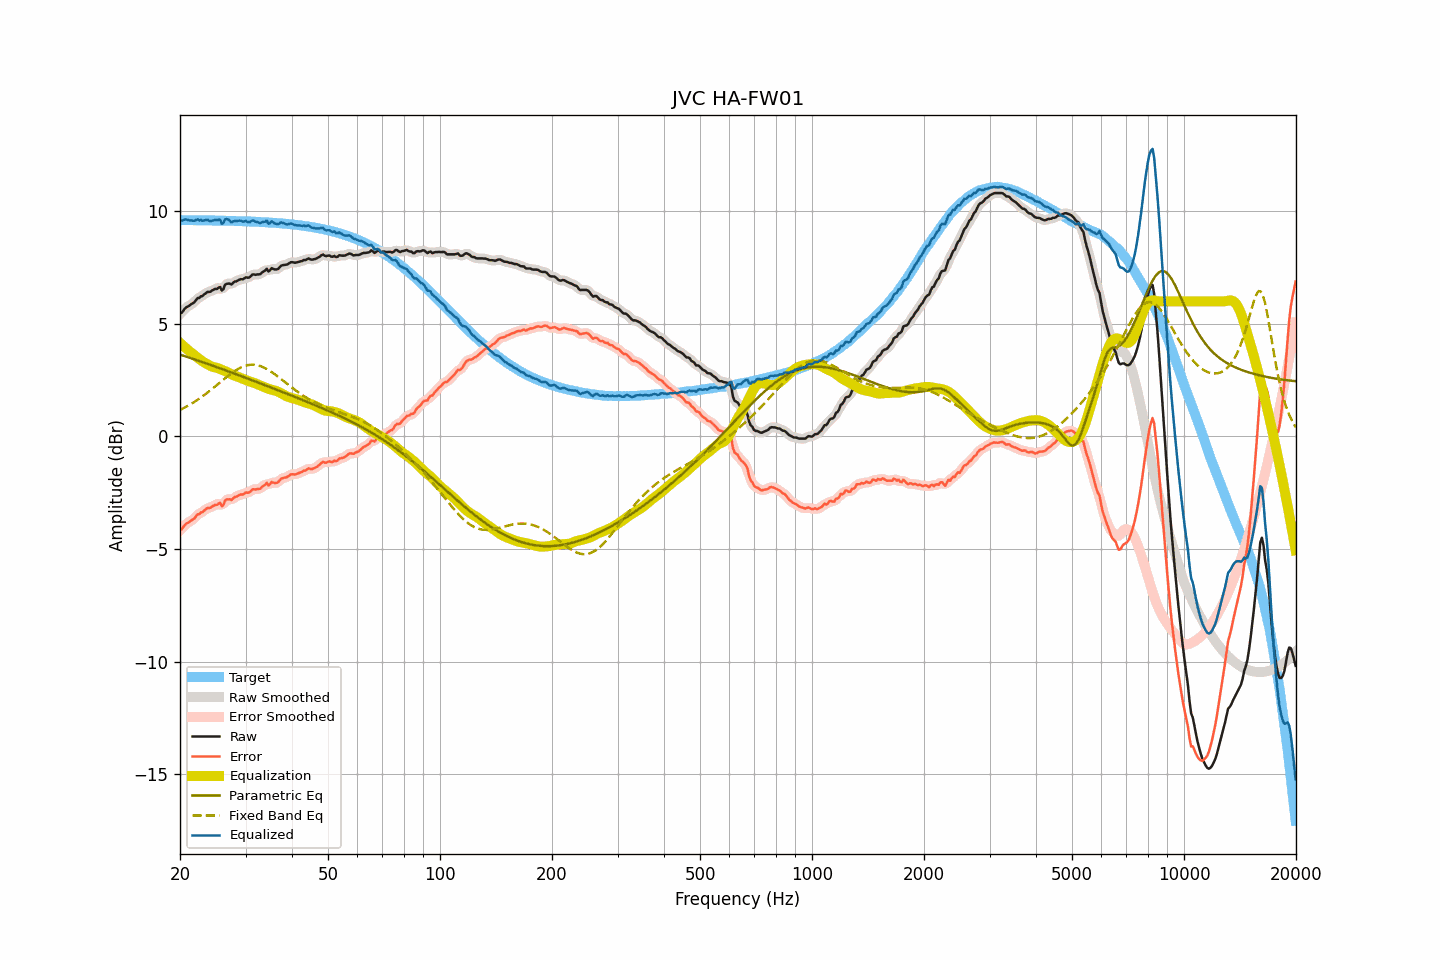 JVC HA-FW01
Amplitude (dBr)
10
5
0
−5
−10
−15
Target
Raw Smoothed
Error Smoothed
Raw
Error
Equalization
Parametric Eq
Fixed Band Eq
Equalized
20 50 100 200 500 1000 2000 5000 10000 20000
Frequency (Hz)